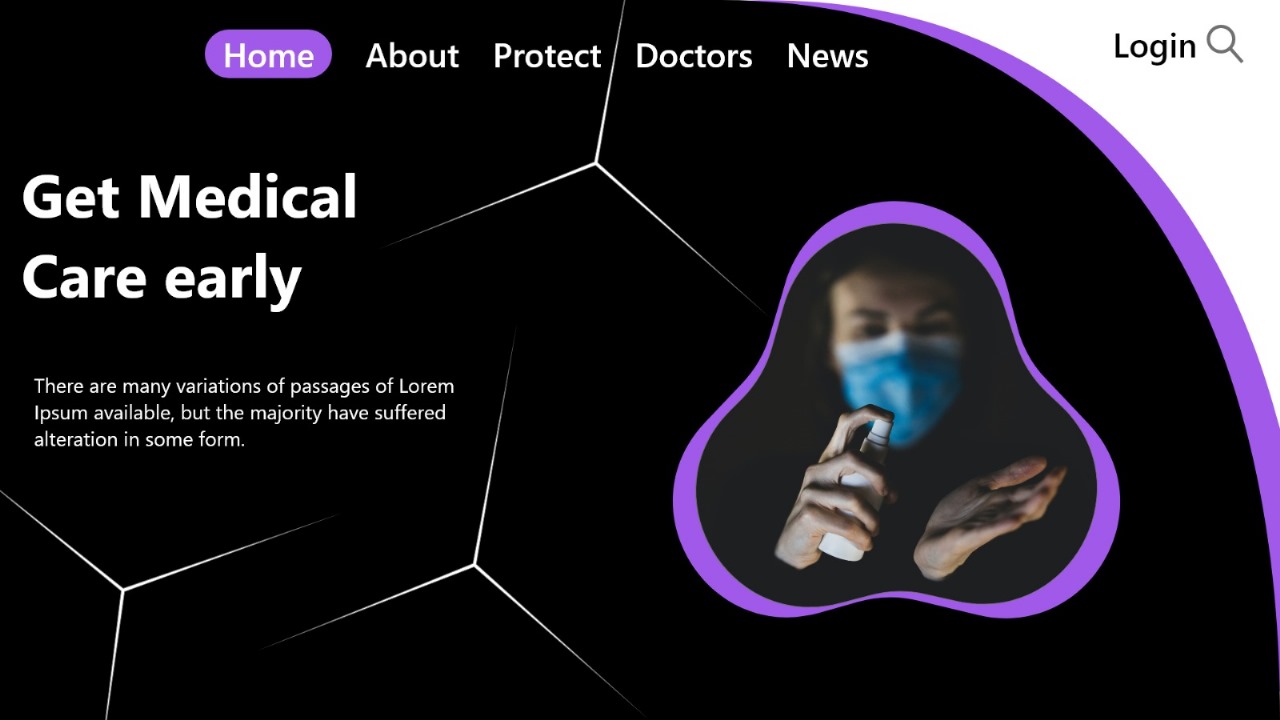 Home About Protect Doctors News Login
Get Medical
Care early
There are many variations of passages of Lorem
Ipsum available, but the majority have suffered
alteration in some form.